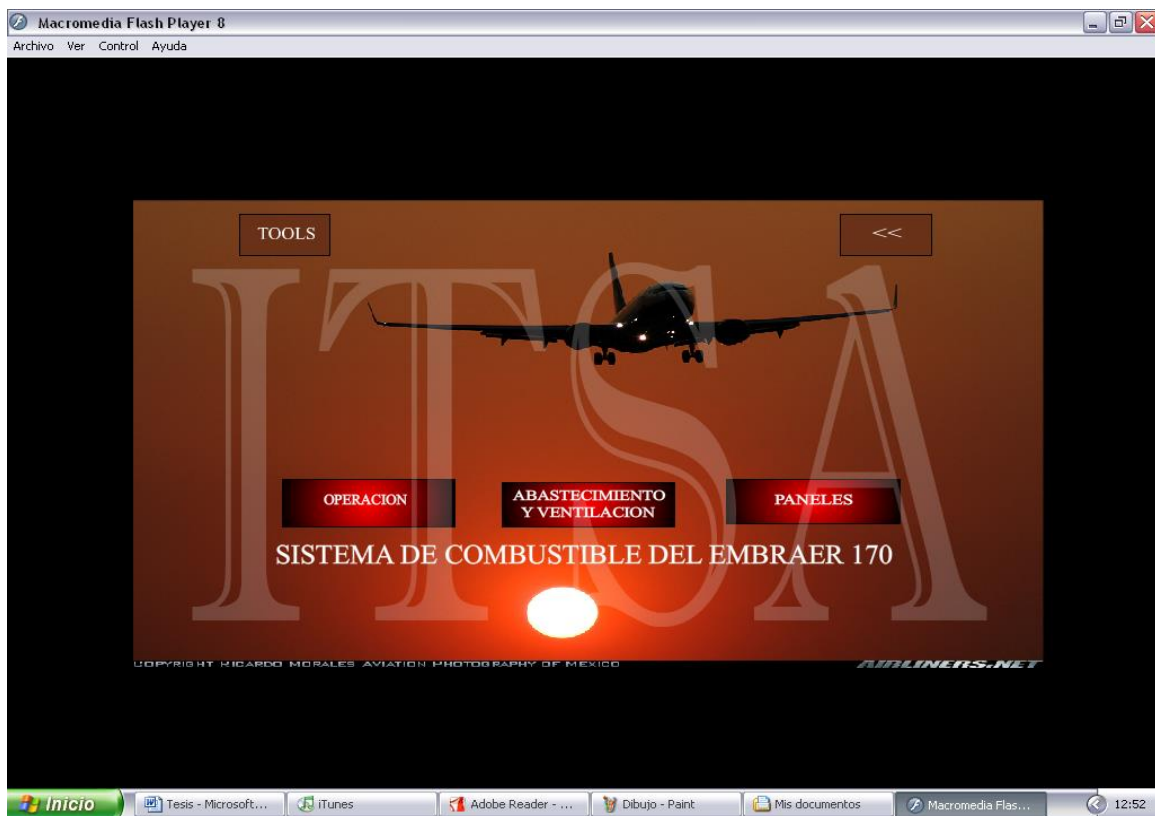 Macromedia Flash Player 8
Archivo Ver Control Ayuda
TOOLS
<<
ITSA
OPERACION
ABASTECIMIENTO
Y VENTILACION
PANELES
SISTEMA DE COMBUSTIBLE DEL EMBRAER 170
COPYRIGHT RICARDO MORALES AVIATION PHOTOGRAPHY OF MEXICO
AIRLINERS.NET
Inicio
Tesis - Microsoft...
iTunes
Adobe Reader - ...
Dibujo - Paint
Mis documentos
Macromedia Flas...
12:52